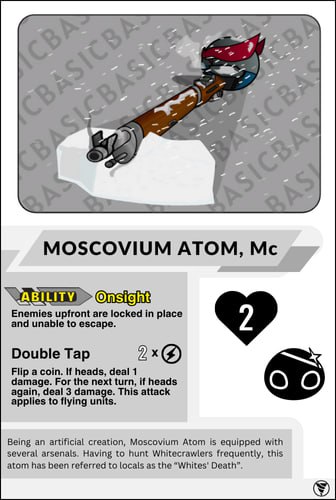 BASICBASICBASICBASIC
MOSCOVIUM ATOM, Mc
ABILITY Onsight
Enemies upfront are locked in place
and unable to escape.
2
Double Tap 2 x
Flip a coin. If heads, deal 1
damage. For the next turn, if heads
again, deal 3 damage. This attack
applies to flying units.
Being an artificial creation, Moscovium Atom is equipped with
several arsenals. Having to hunt Whitecrawlers frequently, this
atom has been referred to locals as the “Whites' Death”.